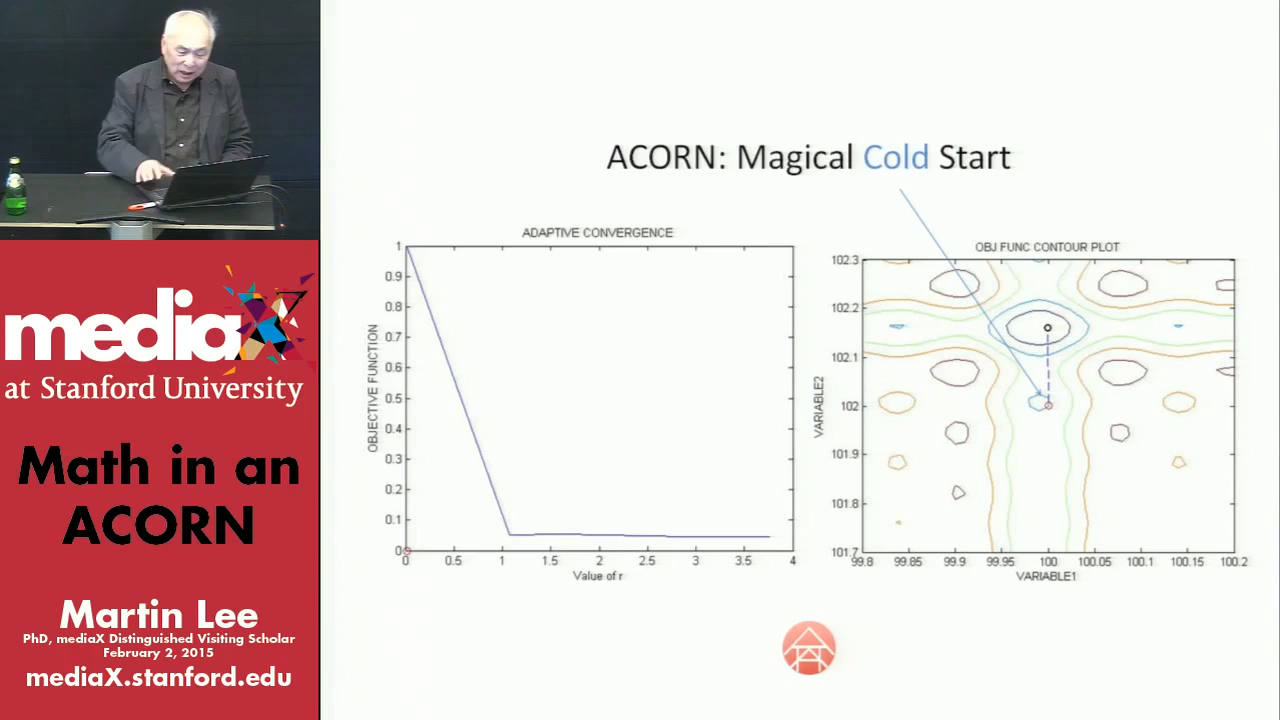 ACORN: Magical Cold Start
ADAPTIVE CONVERGENCE
OBJECTIVE FUNCTION
1
0.9
0.8
0.7
0.6
0.5
0.4
0.3
0.2
0.1
0
0 0.5 1 1.5 2 2.5 3 3.5 4
Value of r
OBJ FUNC CONTOUR PLOT
VARIABLE2
102.3
102.2
102.1
102
101.9
101.8
101.7
99.8 99.85 99.9 99.95 100 100.05 100.1 100.15 100.2
VARIABLE1
mediaX
at Stanford University
Math in an
ACORN
Martin Lee
PhD, mediaX Distinguished Visiting Scholar
February 2, 2015
mediaX.stanford.edu